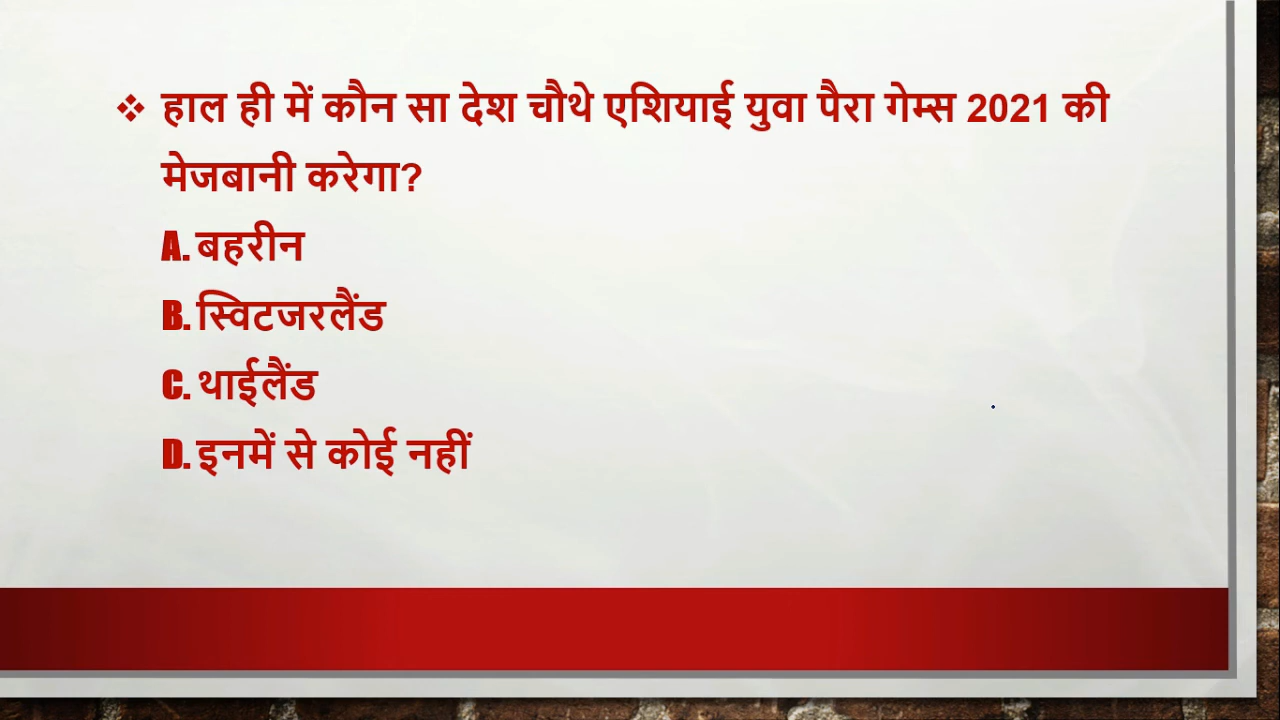 ❖ हाल ही में कौन सा देश चौथे एशियाई युवा पैरा गेम्स 2021 की
मेजबानी करेगा?
A. बहरीन
B. स्विटजरलैंड
C. थाईलैंड
D. इनमें से कोई नहीं